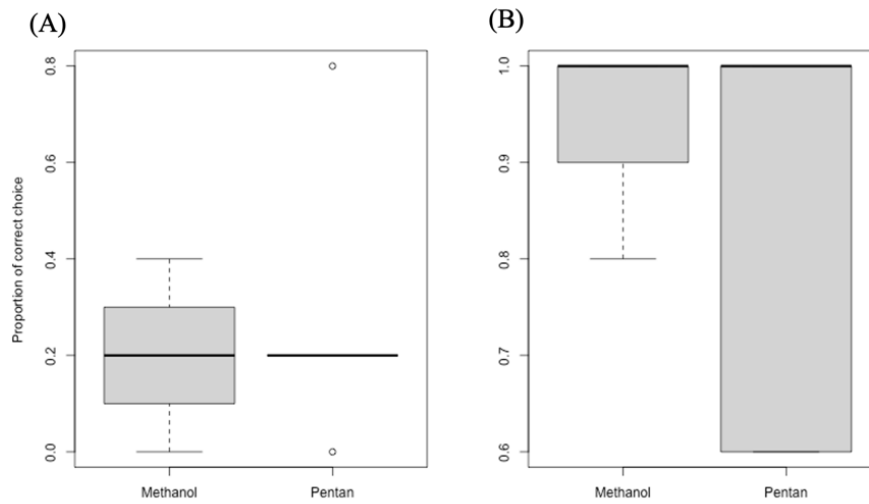 (A)
(B)
Proportion of correct choice
0.8
0.6
0.4
0.2
0.0
Methanol
Pentan
1.0
0.9
0.8
0.7
0.6
Methanol
Pentan